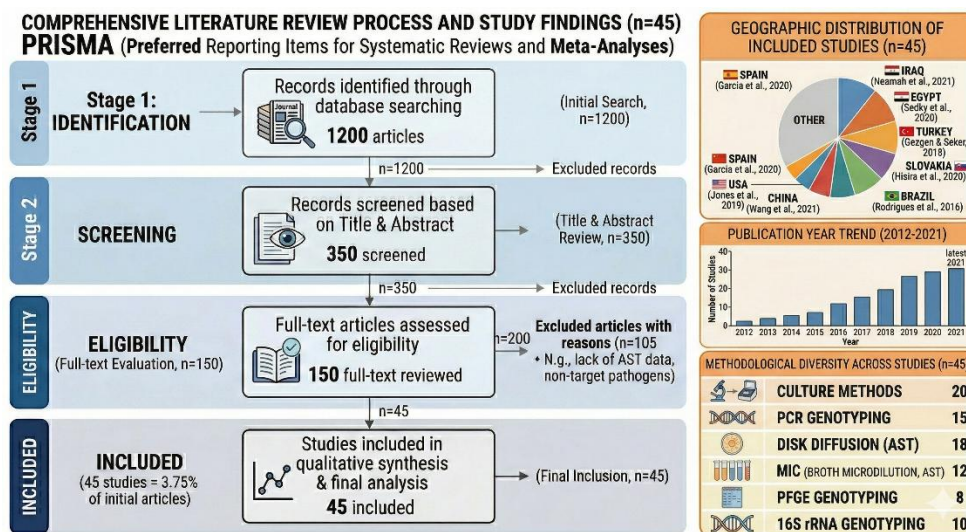 COMPREHENSIVE LITERATURE REVIEW PROCESS AND STUDY FINDINGS (n=45)
PRISMA (Preferred Reporting Items for Systematic Reviews and Meta-Analyses)
Stage 1
Stage 1:
IDENTIFICATION
Journal
Records identified through
database searching
1200 articles
(Initial Search,
n=1200)
n=1200
Excluded records
Stage 2
SCREENING
Records screened based
on Title & Abstract
350 screened
(Title & Abstract
Review, n=350)
n=350
Excluded records
ELIGIBILITY
ELIGIBILITY
(Full-text Evaluation, n=150)
Full-text articles assessed
for eligibility
150 full-text reviewed
n=200
Excluded articles with
reasons (n=105
• N.g., lack of AST data,
non-target pathogens)
n=45
INCLUDED
INCLUDED
(45 studies = 3.75%
of initial articles)
Studies included in
qualitative synthesis
& final analysis
45 included
(Final Inclusion, n=45)
GEOGRAPHIC DISTRIBUTION OF
INCLUDED STUDIES (n=45)
SPAIN
(Garcia et al., 2020)
IRAQ
(Neamah et al., 2021)
EGYPT
(Sedky et al.,
2020)
OTHER
TURKEY
(Gezgen & Seker,
2018)
SLOVAKIA
(Hisira et al., 2020)
SPAIN
(Garcia et al., 2020)
USA
(Jones et al.,
2019)
CHINA
(Wang et al., 2021)
BRAZIL
(Rodrigues et al., 2016)
PUBLICATION YEAR TREND (2012-2021)
latest
2021
Number of Studies
40
30
20
10
0
2012 2013 2014 2015 2016 2017 2018 2019 2020 2021
Year
METHODOLOGICAL DIVERSITY ACROSS STUDIES (n=45)
CULTURE METHODS 20
PCR GENOTYPING 15
DISK DIFFUSION (AST) 18
MIC (BROTH MICRODILUTION, AST) 12
PFGE GENOTYPING 8
16S rRNA GENOTYPING 10